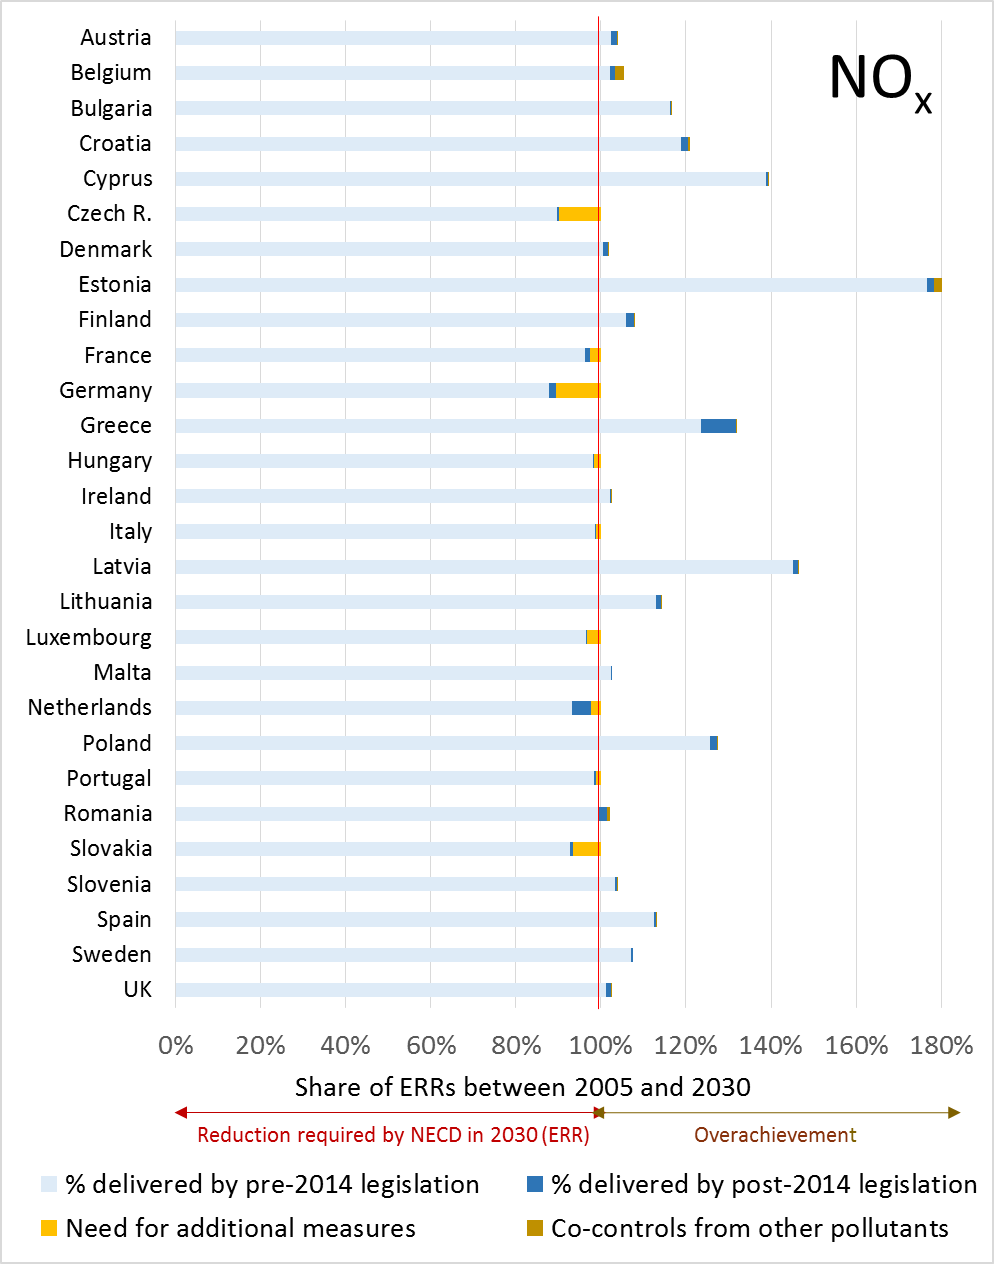 NOx
Austria
Belgium
Bulgaria
Croatia
Cyprus
Czech R.
Denmark
Estonia
Finland
France
Germany
Greece
Hungary
Ireland
Italy
Latvia
Lithuania
Luxembourg
Malta
Netherlands
Poland
Portugal
Romania
Slovakia
Slovenia
Spain
Sweden
UK
0% 20% 40% 60% 80% 100% 120% 140% 160% 180%
Share of ERRs between 2005 and 2030
Reduction required by NECD in 2030 (ERR) Overachievement
% delivered by pre-2014 legislation % delivered by post-2014 legislation
Need for additional measures Co-controls from other pollutants